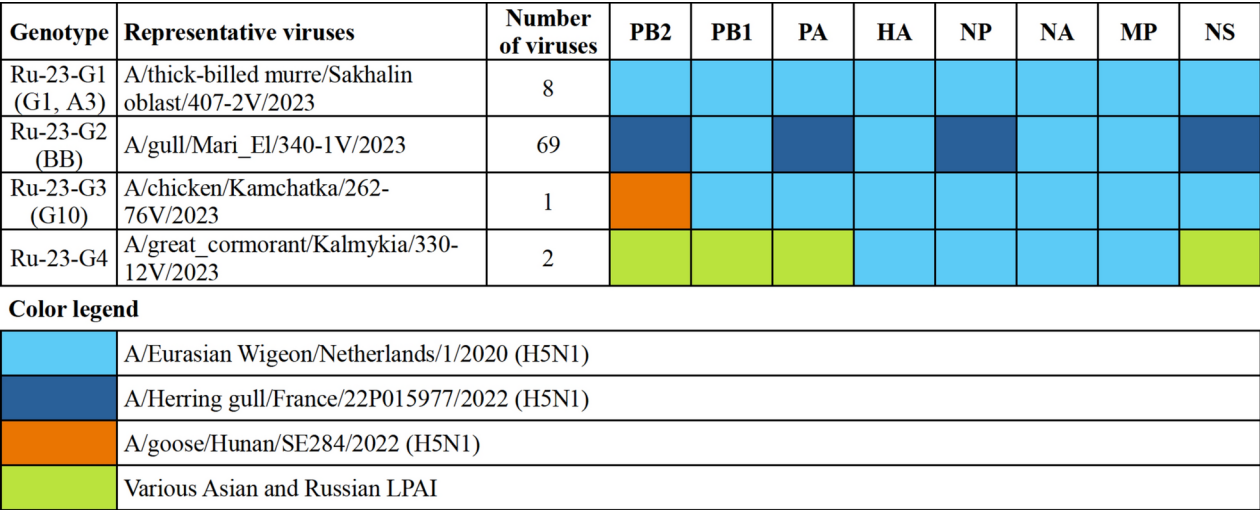 Genotype Representative viruses Number of viruses PB2 PB1 PA HA NP NA MP NS
Ru-23-G1 (G1, A3) A/thick-billed murre/Sakhalin oblast/407-2V/2023 8
Ru-23-G2 (BB) A/gull/Mari_El/340-1V/2023 69
Ru-23-G3 (G10) A/chicken/Kamchatka/262-76V/2023 1
Ru-23-G4 A/great_cormorant/Kalmykia/330-12V/2023 2
Color legend
A/Eurasian Wigeon/Netherlands/1/2020 (H5N1)
A/Herring gull/France/22P015977/2022 (H5N1)
A/goose/Hunan/SE284/2022 (H5N1)
Various Asian and Russian LPAI